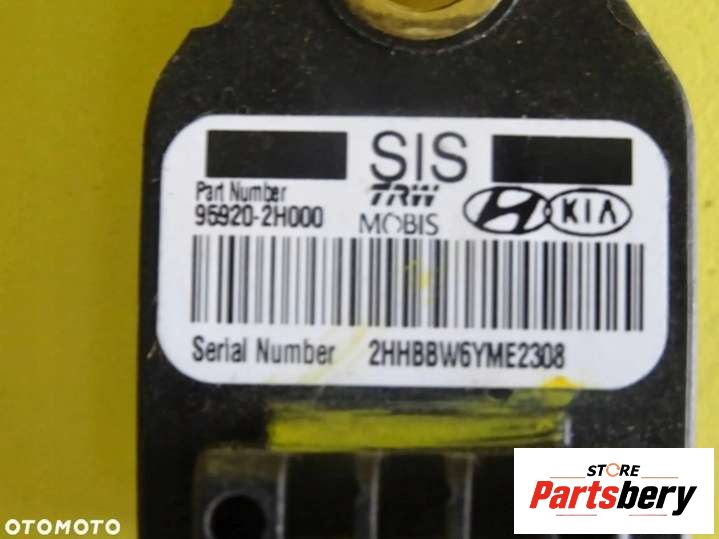 SIS
Part Number
95920-2H000
TRW
MOBIS
KIA
Serial Number 2HHBBW6YME2308
STORE
Partsbery
OTOMOTO